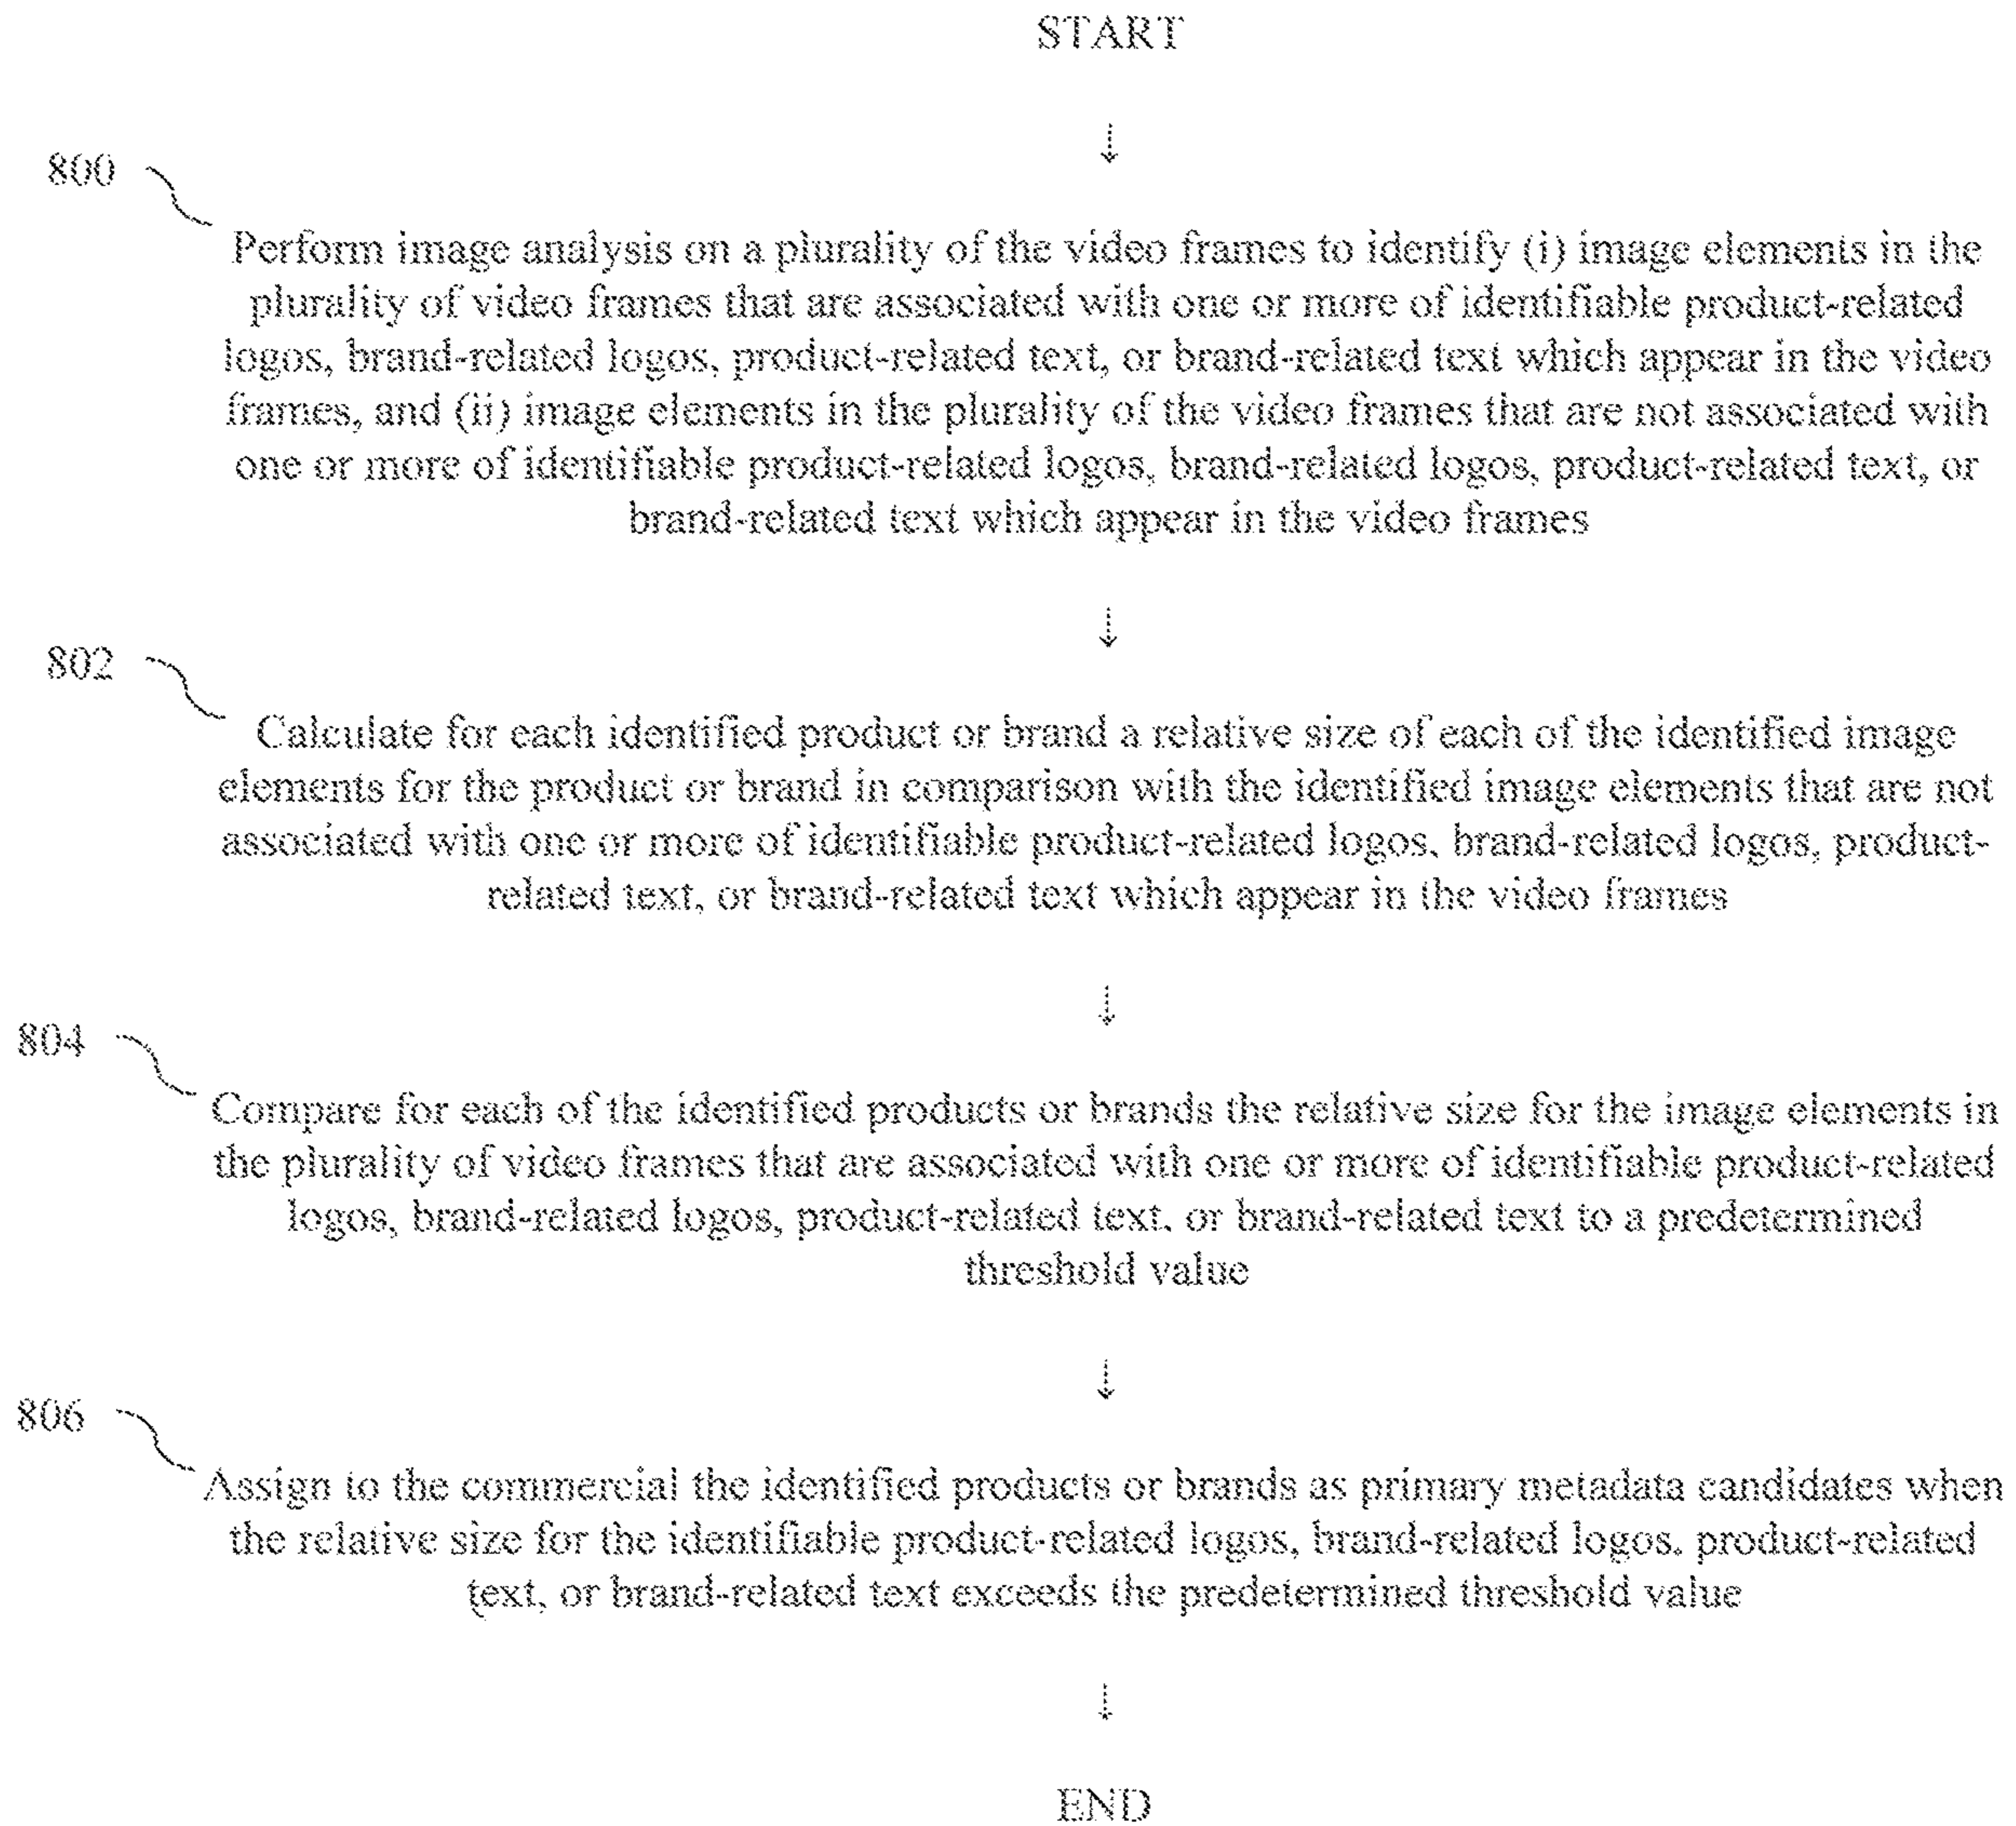 START
↓
800
Perform image analysis on a plurality of the video frames to identify (i) image elements in the
plurality of video frames that are associated with one or more of identifiable product-related
logos, brand-related logos, product-related text, or brand-related text which appear in the video
frames, and (ii) image elements in the plurality of the video frames that are not associated with
one or more of identifiable product-related logos, brand-related logos, product-related text, or
brand-related text which appear in the video frames
↓
802
Calculate for each identified product or brand a relative size of each of the identified image
elements for the product or brand in comparison with the identified image elements that are not
associated with one or more of identifiable product-related logos, brand-related logos, product-
related text, or brand-related text which appear in the video frames
↓
804
Compare for each of the identified products or brands the relative size for the image elements in
the plurality of video frames that are associated with one or more of identifiable product-related
logos, brand-related logos, product-related text, or brand-related text to a predetermined
threshold value
↓
806
Assign to the commercial the identified products or brands as primary metadata candidates when
the relative size for the identifiable product-related logos, brand-related logos, product-related
text, or brand-related text exceeds the predetermined threshold value
↓
END